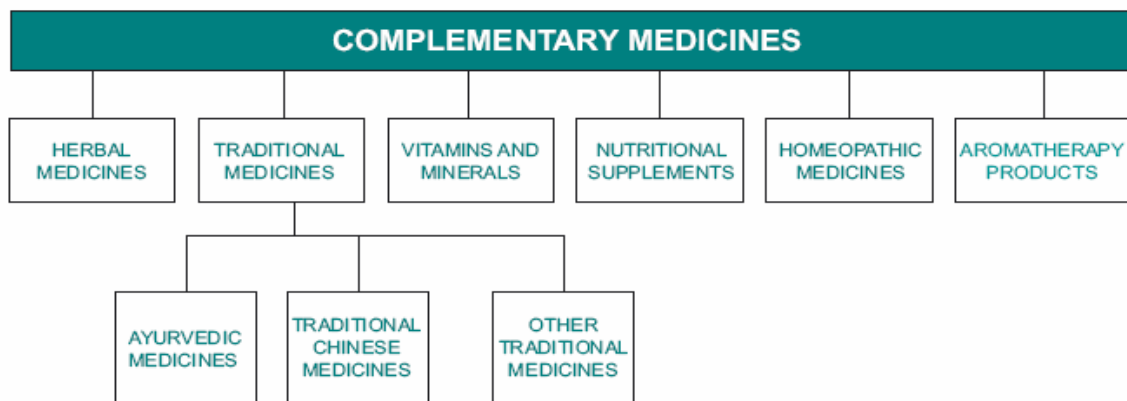 COMPLEMENTARY MEDICINES
HERBAL
MEDICINES
TRADITIONAL
MEDICINES
VITAMINS AND
MINERALS
NUTRITIONAL
SUPPLEMENTS
HOMEOPATHIC
MEDICINES
AROMATHERAPY
PRODUCTS
AYURVEDIC
MEDICINES
TRADITIONAL
CHINESE
MEDICINES
OTHER
TRADITIONAL
MEDICINES